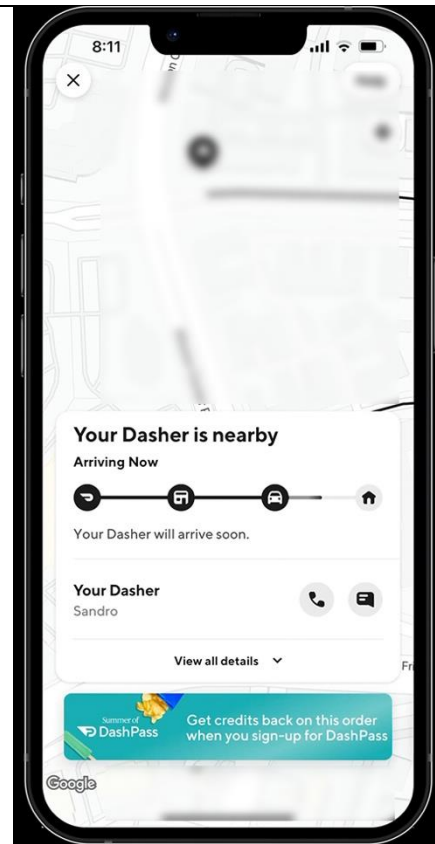 8:11
Your Dasher is nearby
Arriving Now
Your Dasher will arrive soon.
Your Dasher
Sandro
View all details
Fri
Summer of
DashPass
Get credits back on this order
when you sign-up for DashPass
Google